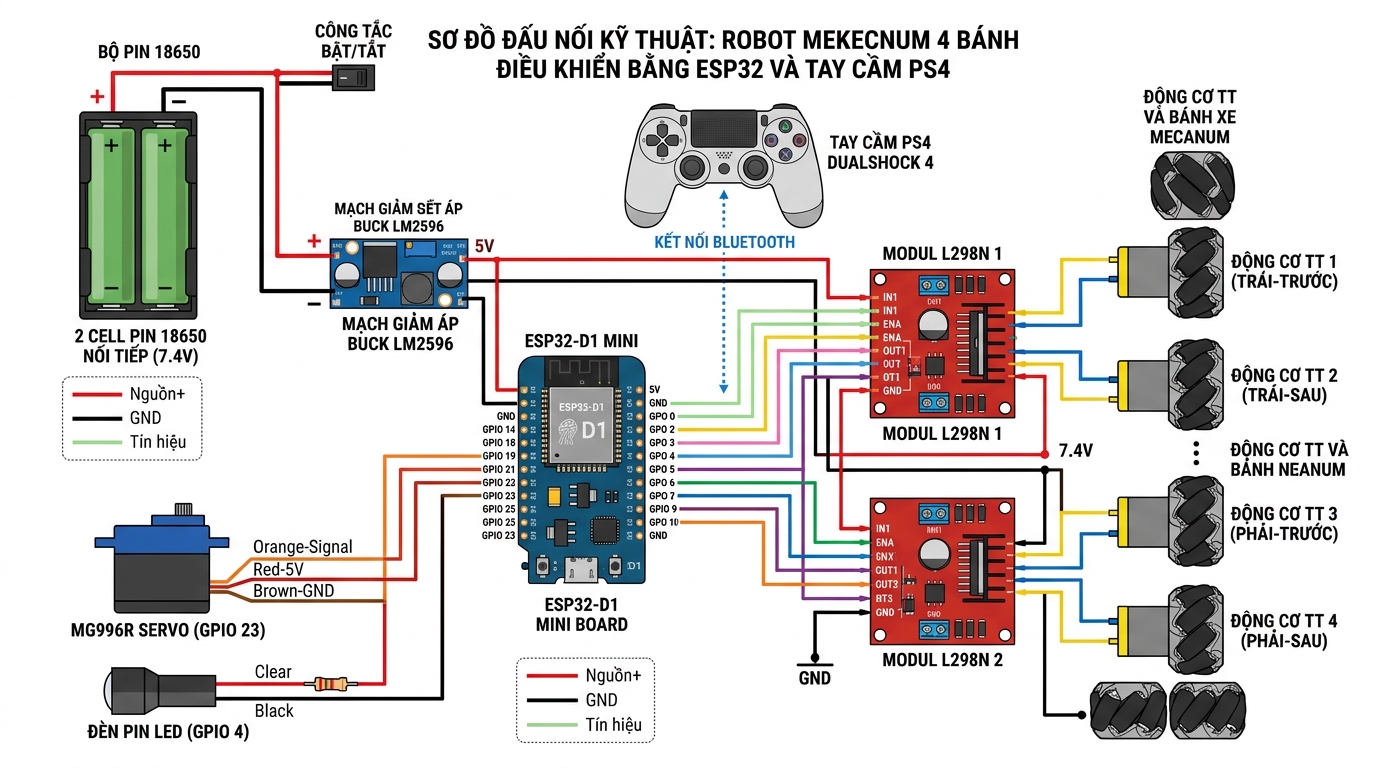 SƠ ĐỒ ĐẤU NỐI KỸ THUẬT: ROBOT MEKECNUM 4 BÁNH
ĐIỀU KHIỂN BẰNG ESP32 VÀ TAY CẦM PS4
BỘ PIN 18650
CÔNG TẮC
BẬT/TẮT
+
−
+
+
2 CELL PIN 18650
NỐI TIẾP (7.4V)
Nguồn+
GND
Tín hiệu
MẠCH GIẢM SẾT ÁP
BUCK LM2596
+
−
5V
MẠCH GIẢM ÁP
BUCK LM2596
TAY CẦM PS4
DUALSHOCK 4
KẾT NỐI BLUETOOTH
ESP32-D1 MINI
ESP32-D1
D1
GND
GPIO 14
GPIO 18
GPIO 19
GPIO 21
GPIO 22
GPIO 23
GPIO 25
GPIO 25
GPIO 23
5V
GND
GPO 0
GPIO 2
GPIO 3
GPIO 4
GPIO 5
GPIO 6
GPIO 7
GPIO 9
GPO 10
GND
D1
ESP32-D1
MINI BOARD
Nguồn+
GND
Tín hiệu
MODUL L298N 1
IN1
IN1
ENA
ENA
OUT1
OUT
OT1
GND
MODUL L298N 1
7.4V
IN1
ENA
GNX
OUT1
OUT3
RT3
GND
MODUL L298N 2
GND
ĐỘNG CƠ TT
VÀ BÁNH XE
MECANUM
ĐỘNG CƠ TT 1
(TRÁI-TRƯỚC)
ĐỘNG CƠ TT 2
(TRÁI-SAU)
ĐỘNG CƠ TT VÀ
BÁNH NEANUM
ĐỘNG CƠ TT 3
(PHẢI-TRƯỚC)
ĐỘNG CƠ TT 4
(PHẢI-SAU)
Orange-Signal
Red-5V
Brown-GND
MG996R SERVO (GPIO 23)
Clear
Black
ĐÈN PIN LED (GPIO 4)